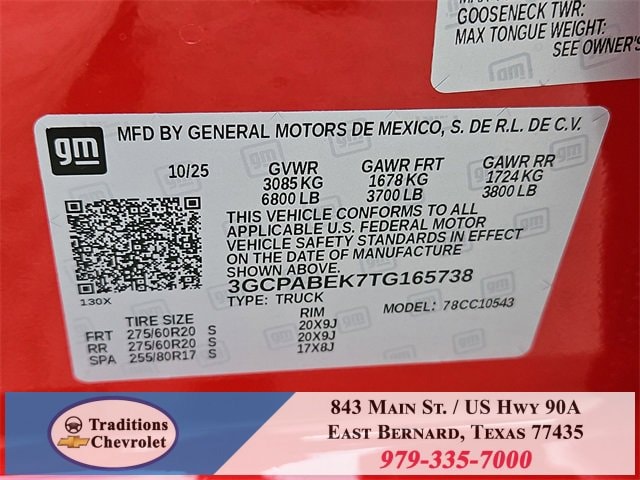 GOOSENECK TWR:
MAX TONGUE WEIGHT:
SEE OWNER'S
gm
gm MFD BY GENERAL MOTORS DE MEXICO, S. DE R.L. DE C.V.
10/25 GVWR GAWR FRT GAWR RR
3085 KG 1678 KG 1724 KG
6800 LB 3700 LB 3800 LB
THIS VEHICLE CONFORMS TO ALL
APPLICABLE U.S. FEDERAL MOTOR
VEHICLE SAFETY STANDARDS IN EFFECT
ON THE DATE OF MANUFACTURE
SHOWN ABOVE.
3GCPABEK7TG165738
130X
TYPE: TRUCK MODEL: 78CC10543
TIRE SIZE RIM
FRT 275/60R20 S 20X9J
RR 275/60R20 S 20X9J
SPA 255/80R17 S 17X8J
Traditions
Chevrolet
843 Main St. / US Hwy 90A
East Bernard, Texas 77435
979-335-7000